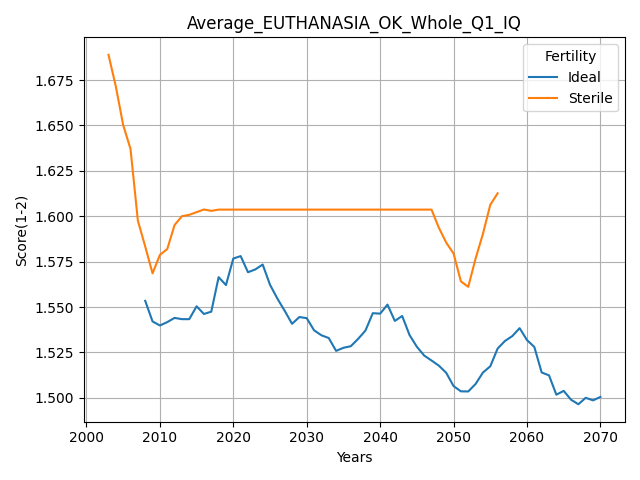 Average_EUTHANASIA_OK_Whole_Q1_IQ
Fertility
Ideal
Sterile
Score(1-2)
1.675
1.650
1.625
1.600
1.575
1.550
1.525
1.500
2000 2010 2020 2030 2040 2050 2060 2070
Years